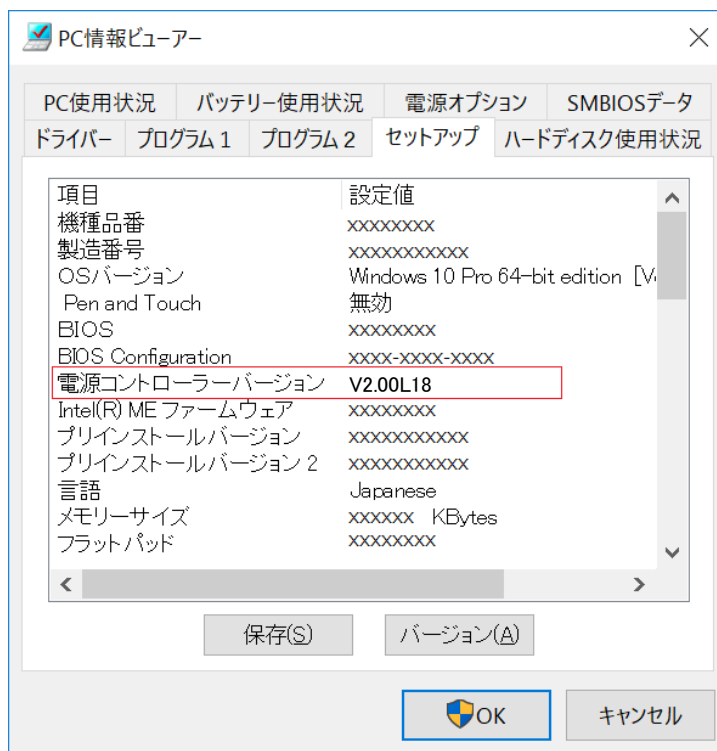 PC情報ビューアー
PC使用状況 バッテリー使用状況 電源オプション SMBIOSデータ
ドライバー プログラム1 プログラム2 セットアップ ハードディスク使用状況
項目 設定値
機種品番 xxxxxxxx
製造番号 xxxxxxxxxxx
OSバージョン Windows 10 Pro 64-bit edition [V
Pen and Touch 無効
BIOS xxxxxxxx
BIOS Configuration xxxx-xxxx-xxxx
電源コントローラーバージョン V2.00L18
Intel(R) ME ファームウェア xxxxxxxx
プリインストールバージョン xxxxxxxxxxx
プリインストールバージョン 2 xxxxxxxxxxx
言語 Japanese
メモリーサイズ xxxxxx KBytes
フラットパッド xxxxxxxx
保存(S) バージョン(A)
OK キャンセル